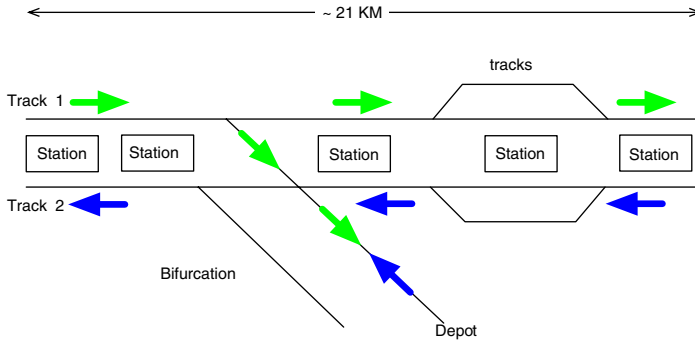 ~ 21 KM
tracks
Track 1
Station Station Station Station Station
Track 2
Bifurcation
Depot